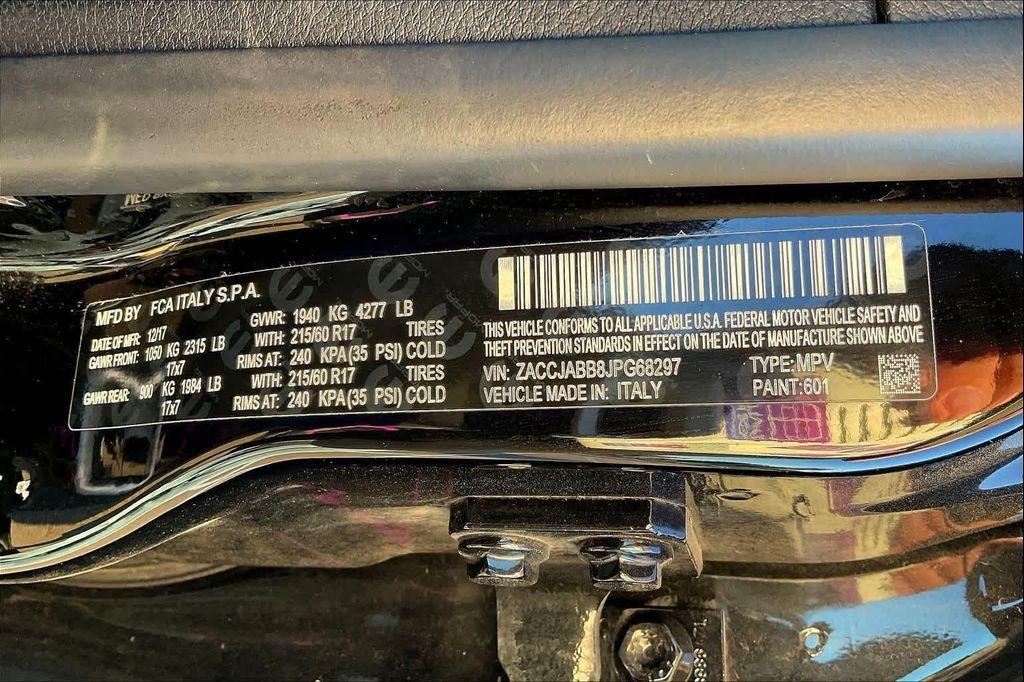 MFD BY FCA ITALY S.P.A.
DATE OF MFR: 12/17 GVWR: 1940 KG 4277 LB
GAWR FRONT: 1050 KG 2315 LB WITH: 215/60 R17 TIRES
17x7 RIMS AT: 240 KPA(35 PSI) COLD
GAWR REAR: 900 KG 1984 LB WITH: 215/60 R17 TIRES
17x7 RIMS AT: 240 KPA(35 PSI) COLD
THIS VEHICLE CONFORMS TO ALL APPLICABLE U.S.A. FEDERAL MOTOR VEHICLE SAFETY AND
THEFT PREVENTION STANDARDS IN EFFECT ON THE DATE OF MANUFACTURE SHOWN ABOVE
VIN: ZACCJABB8JPG68297 TYPE: MPV
VEHICLE MADE IN: ITALY PAINT: 601